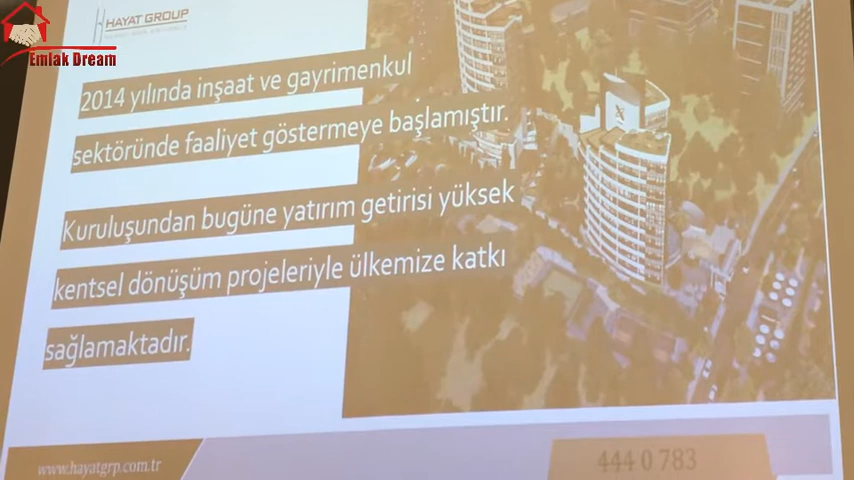 HAYAT GROUP
Emlak Dream
2014 yılında inşaat ve gayrimenkul
sektöründe faaliyet göstermeye başlamıştır.
Kuruluşundan bugüne yatırım getirisi yüksek
kentsel dönüşüm projeleriyle ülkemize katkı
sağlamaktadır.
www.hayatgrp.com.tr
444 0 783